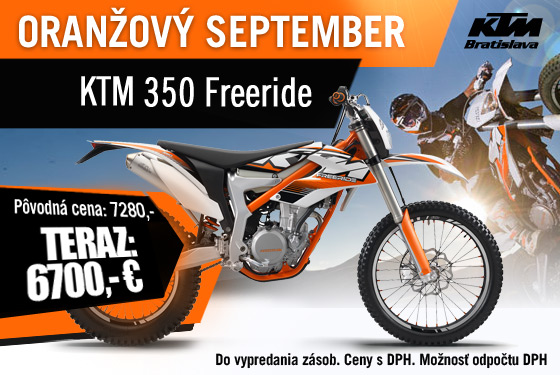 ORANŽOVÝ SEPTEMBER
KTM
Bratislava
KTM 350 Freeride
FREERIDE
Pôvodná cena: 7280,-
TERAZ:
6700,- €
Do vypredania zásob. Ceny s DPH. Možnosť odpočtu DPH